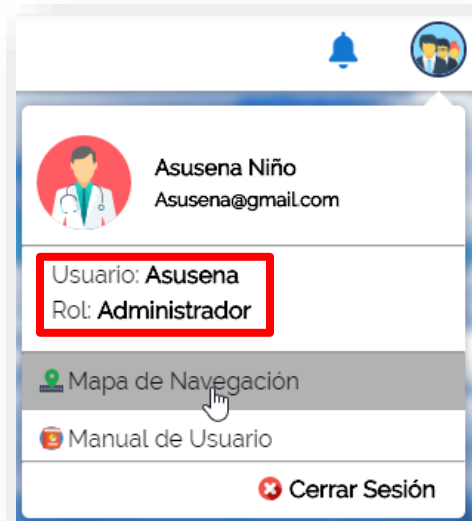 Asusena Niño
Asusena@gmail.com
Usuario: Asusena
Rol: Administrador
Mapa de Navegación
Manual de Usuario
Cerrar Sesión